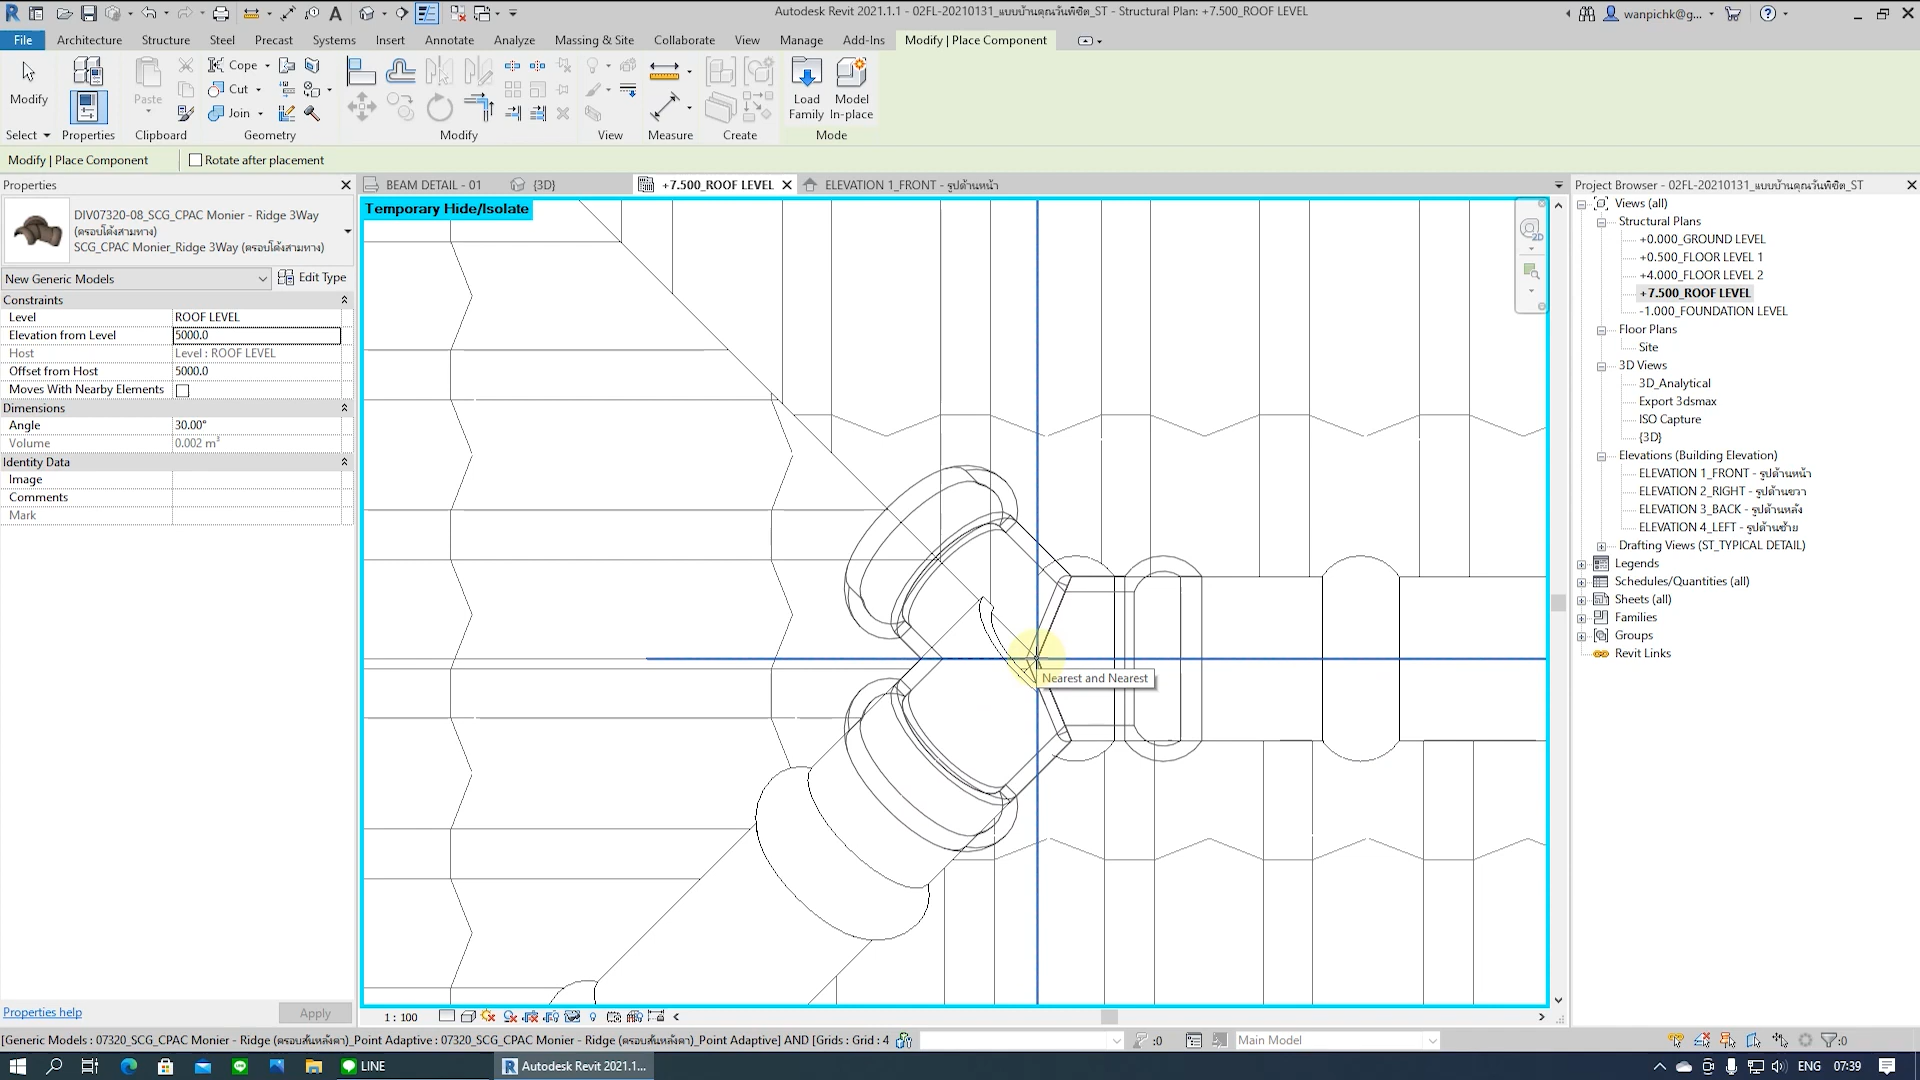 Autodesk Revit 2021.1.1 - 02FL-20210131_แบบบ้านคุณวันพิชิต_ST - Structural Plan: +7.500_ROOF LEVEL
wanpichk@g...
File Architecture Structure Steel Precast Systems Insert Annotate Analyze Massing & Site Collaborate View Manage Add-Ins Modify | Place Component
Modify
Paste
Cope
Cut
Join
Load Family
Model In-place
Select Properties Clipboard Geometry Modify View Measure Create Mode
Modify | Place Component
Rotate after placement
Properties
BEAM DETAIL - 01
{3D}
+7.500_ROOF LEVEL
ELEVATION 1_FRONT - รูปด้านหน้า
Project Browser - 02FL-20210131_แบบบ้านคุณวันพิชิต_ST
DIV07320-08_SCG_CPAC Monier - Ridge 3Way
(ครอบโค้งสามทาง)
SCG_CPAC Monier_Ridge 3Way (ครอบโค้งสามทาง)
New Generic Models
Edit Type
Constraints
Level ROOF LEVEL
Elevation from Level 5000.0
Host Level : ROOF LEVEL
Offset from Host 5000.0
Moves With Nearby Elements
Dimensions
Angle 30.00°
Volume 0.002 m³
Identity Data
Image
Comments
Mark
Properties help
Apply
Temporary Hide/Isolate
2D
Nearest and Nearest
1 : 100
Views (all)
Structural Plans
+0.000_GROUND LEVEL
+0.500_FLOOR LEVEL 1
+4.000_FLOOR LEVEL 2
+7.500_ROOF LEVEL
-1.000_FOUNDATION LEVEL
Floor Plans
Site
3D Views
3D_Analytical
Export 3dsmax
ISO Capture
{3D}
Elevations (Building Elevation)
ELEVATION 1_FRONT - รูปด้านหน้า
ELEVATION 2_RIGHT - รูปด้านขวา
ELEVATION 3_BACK - รูปด้านหลัง
ELEVATION 4_LEFT - รูปด้านซ้าย
Drafting Views (ST_TYPICAL DETAIL)
Legends
Schedules/Quantities (all)
Sheets (all)
Families
Groups
Revit Links
[Generic Models : 07320_SCG_CPAC Monier - Ridge (ครอบสันหลังคา)_Point Adaptive : 07320_SCG_CPAC Monier - Ridge (ครอบสันหลังคา)_Point Adaptive] AND [Grids : Grid : 4
:0
Main Model
:0
LINE
Autodesk Revit 2021.1...
ENG
07:39